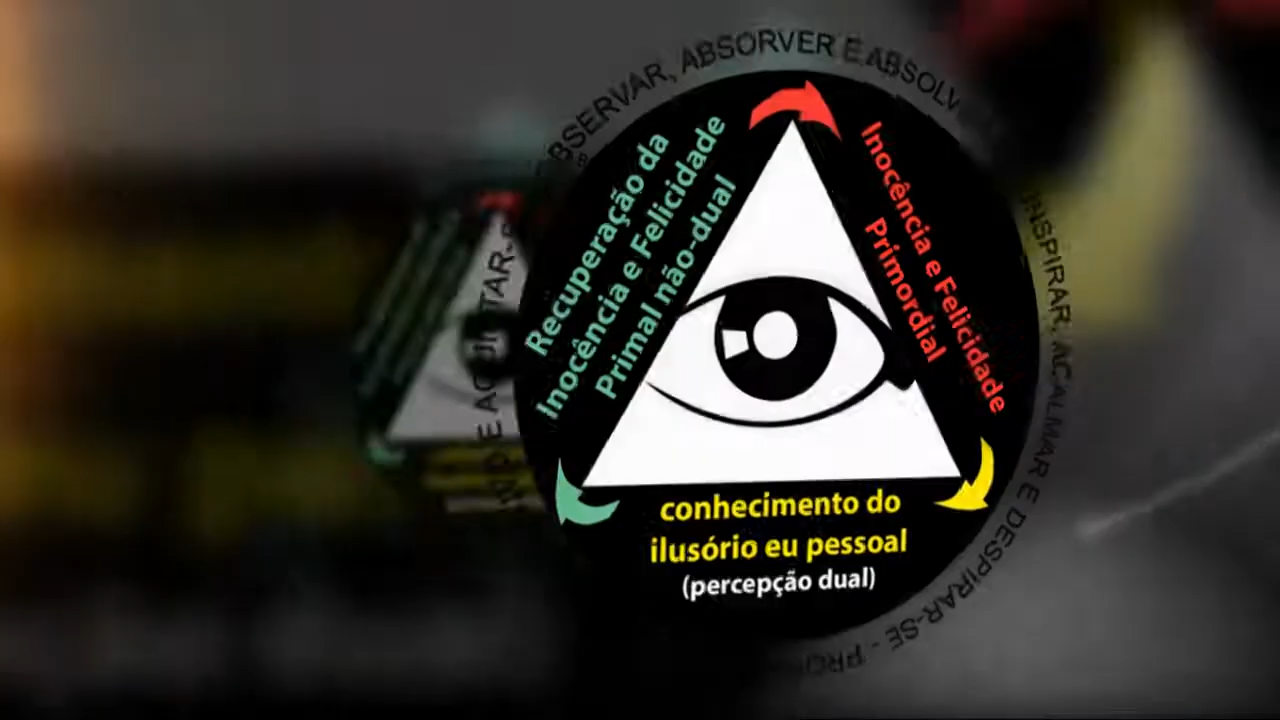 OBSERVAR, ABSORVER E ABSOLV
INSPIRAR, ACALMAR E DESPIRAR-SE -
Recuperação da
Inocência e Felicidade
Primal não-dual
Inocência e Felicidade
Primordial
conhecimento do
ilusório eu pessoal
(percepção dual)